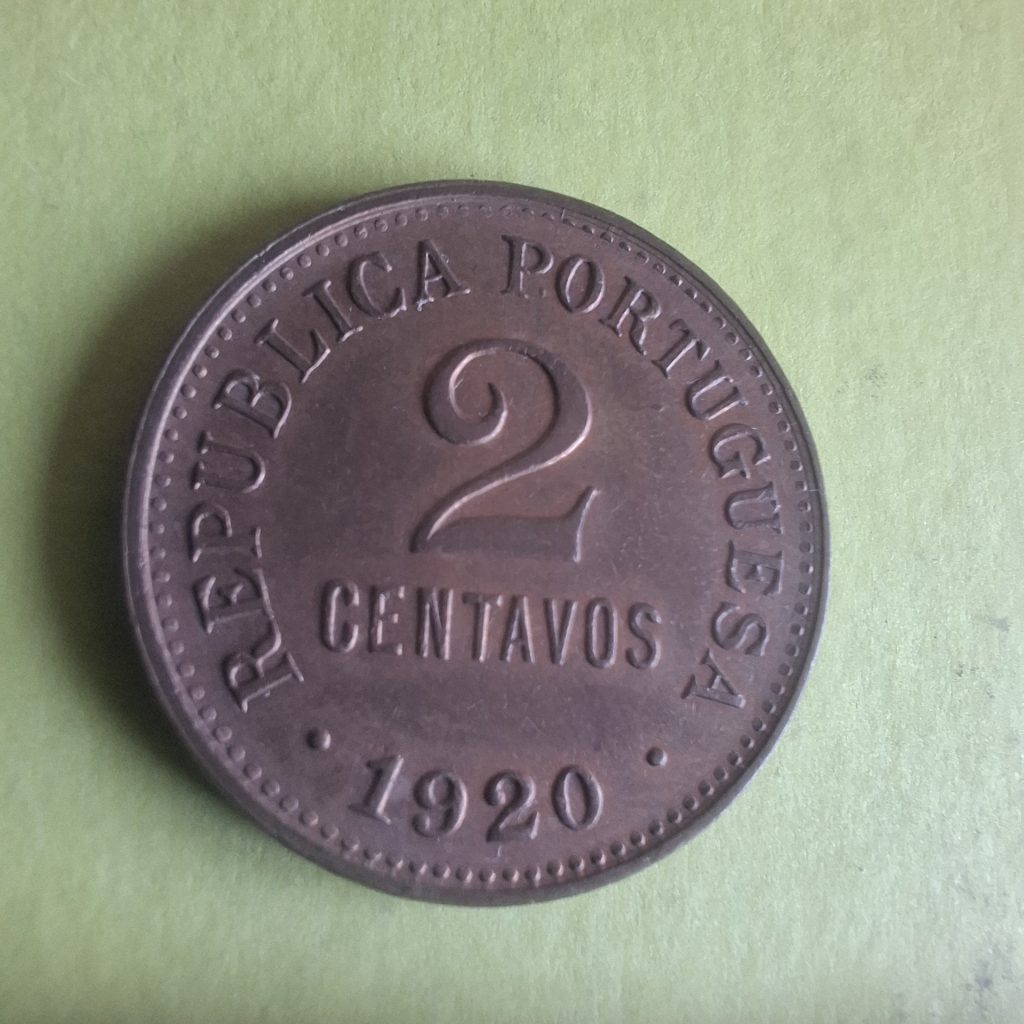 REPUBLICA PORTUGUESA
2
CENTAVOS
· 1920 ·